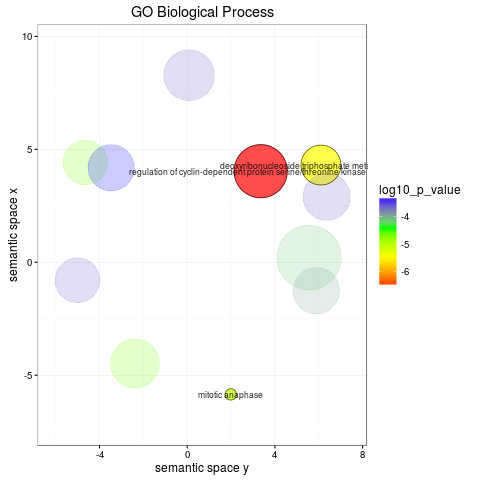 GO Biological Process
10
5
0
-5
semantic space x
deoxyribonucleoside triphosphate met
regulation of cyclin-dependent protein serine/threonine kinase
mitotic anaphase
-4
0
4
8
semantic space y
log10_p_value
-4
-5
-6